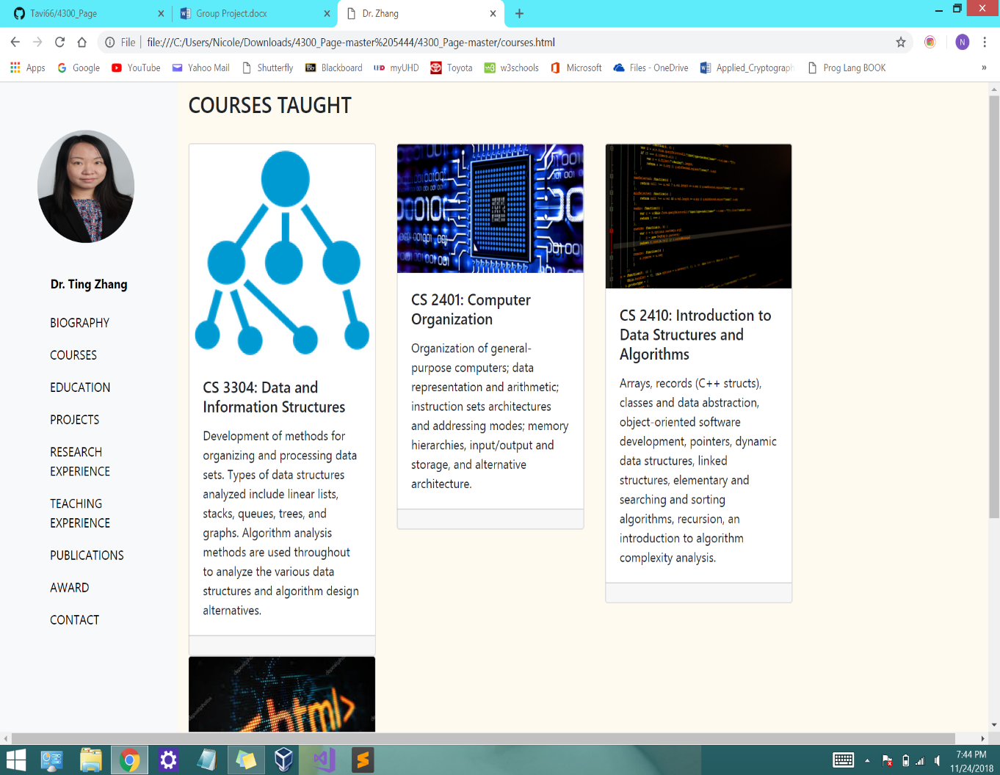 Tavi66/4300_Page
Group Project.docx
Dr. Zhang
File
file:///C:/Users/Nicole/Downloads/4300_Page-master%205444/4300_Page-master/courses.html
N
Apps
Google
YouTube
Yahoo Mail
Shutterfly
Bb
Blackboard
UHD
myUHD
Toyota
w3
w3schools
Microsoft
Files - OneDrive
Applied_Cryptograph
Prog Lang BOOK
»
COURSES TAUGHT
Dr. Ting Zhang
BIOGRAPHY
COURSES
EDUCATION
PROJECTS
RESEARCH
EXPERIENCE
TEACHING
EXPERIENCE
PUBLICATIONS
AWARD
CONTACT
CS 3304: Data and
Information Structures
Development of methods for
organizing and processing data
sets. Types of data structures
analyzed include linear lists,
stacks, queues, trees, and
graphs. Algorithm analysis
methods are used throughout
to analyze the various data
structures and algorithm design
alternatives.
CS 2401: Computer
Organization
Organization of general-
purpose computers; data
representation and arithmetic;
instruction sets architectures
and addressing modes; memory
hierarchies, input/output and
storage, and alternative
architecture.
CS 2410: Introduction to
Data Structures and
Algorithms
Arrays, records (C++ structs),
classes and data abstraction,
object-oriented software
development, pointers, dynamic
data structures, linked
structures, elementary and
searching and sorting
algorithms, recursion, an
introduction to algorithm
complexity analysis.
<html>
7:44 PM
11/24/2018